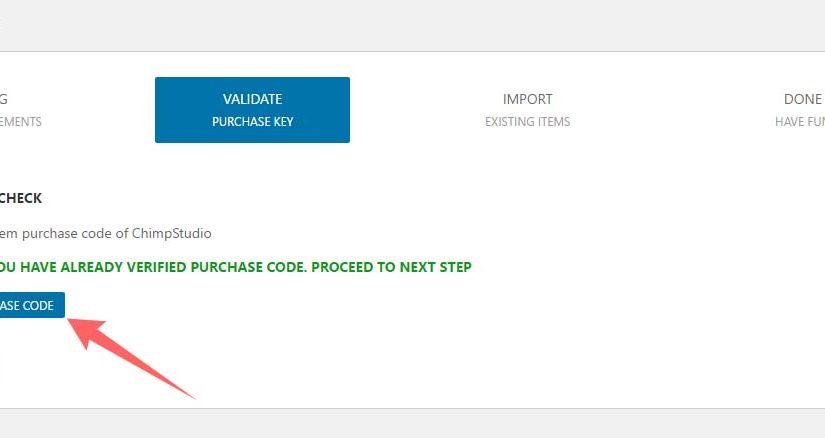 G VALIDATE IMPORT DONE
EMENTS PURCHASE KEY EXISTING ITEMS HAVE FUN
CHECK
em purchase code of ChimpStudio
OU HAVE ALREADY VERIFIED PURCHASE CODE. PROCEED TO NEXT STEP
ASE CODE